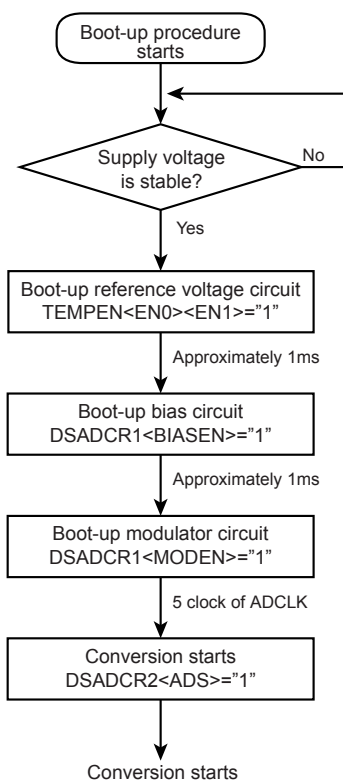 Boot-up procedure
starts
Supply voltage
is stable?
No
Yes
Boot-up reference voltage circuit
TEMPEN<EN0><EN1>="1"
Approximately 1ms
Boot-up bias circuit
DSADCR1<BIASEN>="1"
Approximately 1ms
Boot-up modulator circuit
DSADCR1<MODEN>="1"
5 clock of ADCLK
Conversion starts
DSADCR2<ADS>="1"
Conversion starts